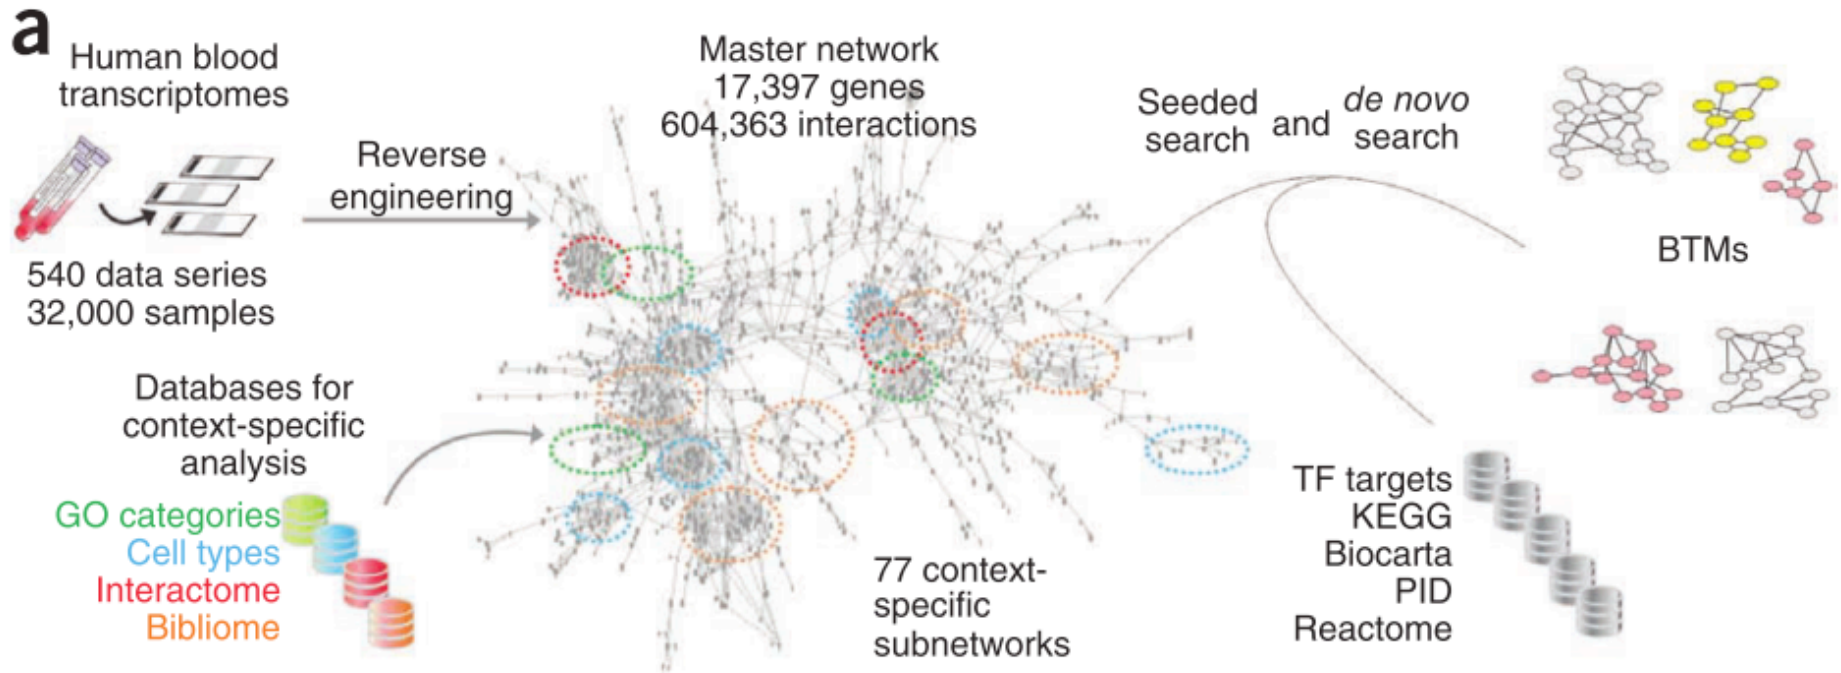 a
Human blood
transcriptomes
540 data series
32,000 samples
Reverse
engineering
Master network
17,397 genes
604,363 interactions
Seeded
search
and
de novo
search
BTMs
Databases for
context-specific
analysis
GO categories
Cell types
Interactome
Bibliome
77 context-
specific
subnetworks
TF targets
KEGG
Biocarta
PID
Reactome